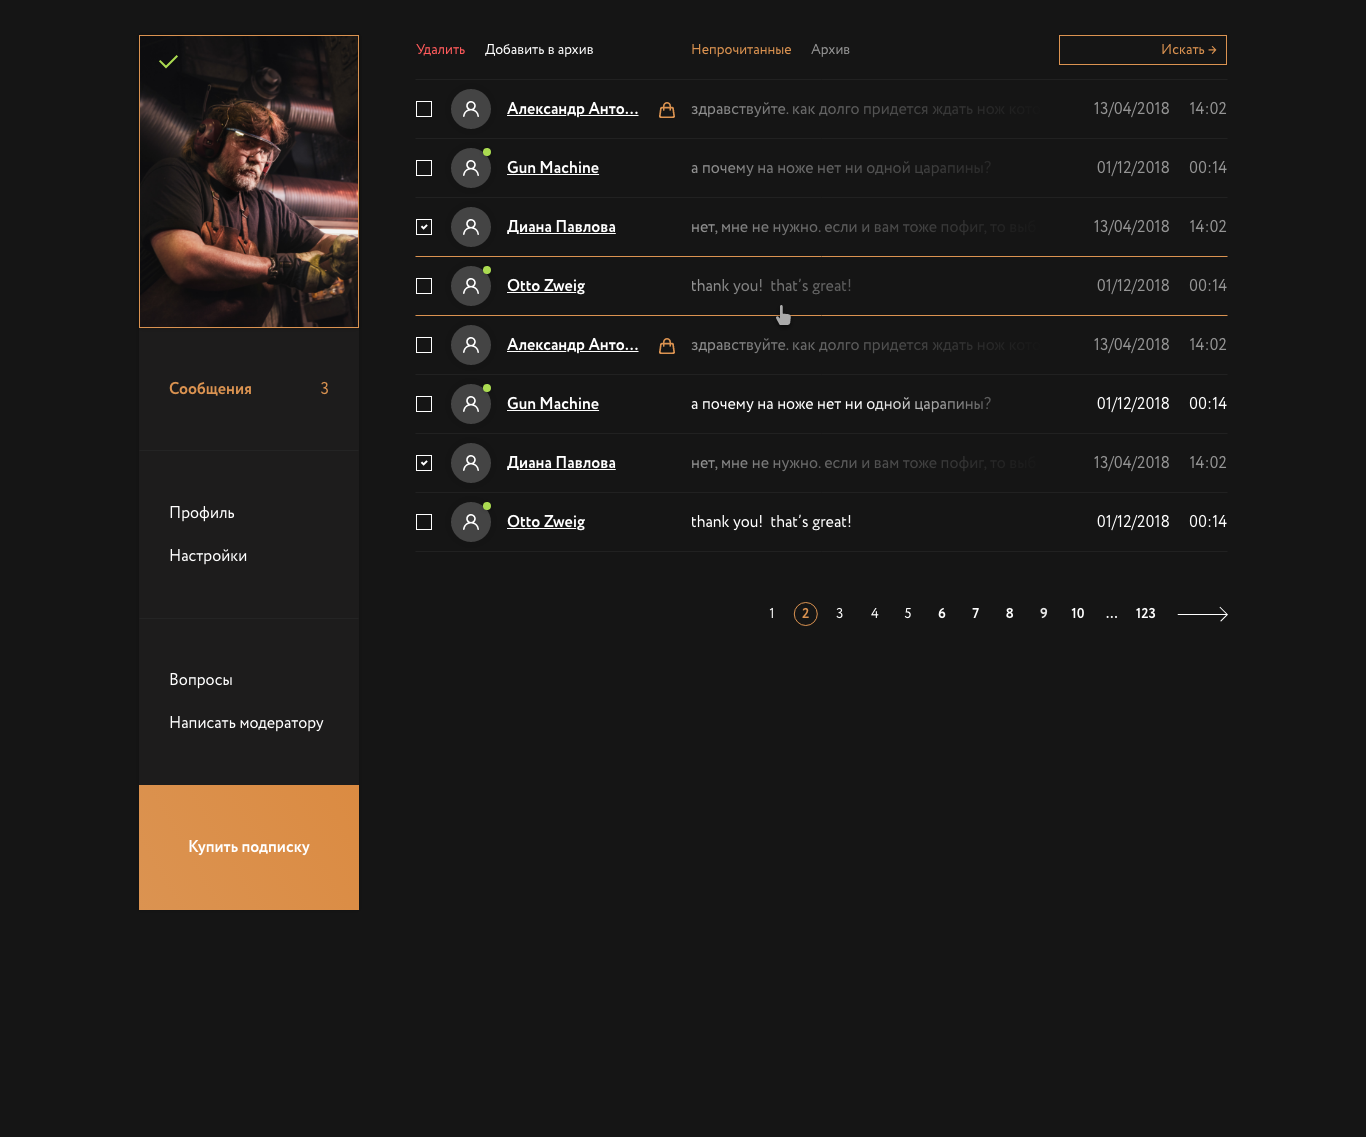 Удалить Добавить в архив Непрочитанные Архив Искать →
Александр Анто... здравствуйте. как долго придется ждать нож 13/04/2018 14:02
Gun Machine а почему на ноже нет ни одной царапины? 01/12/2018 00:14
Диана Павлова нет, мне не нужно. если и вам тоже пофиг, то 13/04/2018 14:02
Otto Zweig thank you! that's great! 01/12/2018 00:14
Александр Анто... здравствуйте. как долго придется ждать нож 13/04/2018 14:02
Gun Machine а почему на ноже нет ни одной царапины? 01/12/2018 00:14
Диана Павлова нет, мне не нужно. если и вам тоже пофиг, то 13/04/2018 14:02
Otto Zweig thank you! that's great! 01/12/2018 00:14
1 2 3 4 5 6 7 8 9 10 ... 123
Сообщения 3
Профиль
Настройки
Вопросы
Написать модератору
Купить подписку